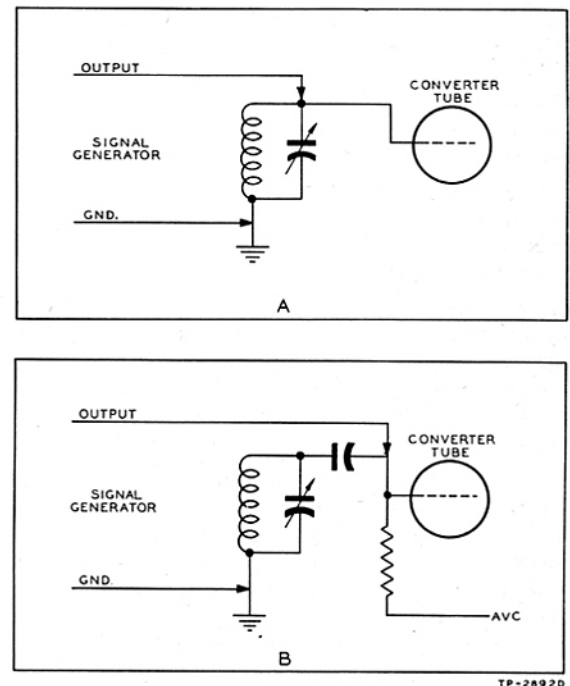 OUTPUT
CONVERTER
TUBE
SIGNAL
GENERATOR
GND.
A
OUTPUT
CONVERTER
TUBE
SIGNAL
GENERATOR
GND.
AVC
B
TP-2892D